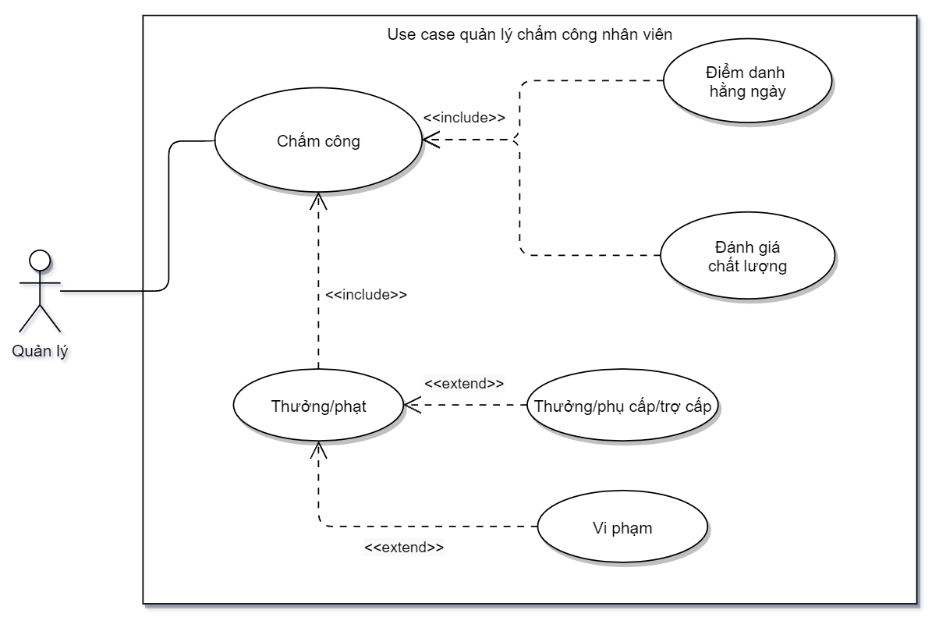 Use case quản lý chấm công nhân viên
Điểm danh
hằng ngày
<<include>>
Chấm công
Đánh giá
chất lượng
<<include>>
Quản lý
<<extend>>
Thưởng/phạt
Thưởng/phụ cấp/trợ cấp
Vi phạm
<<extend>>